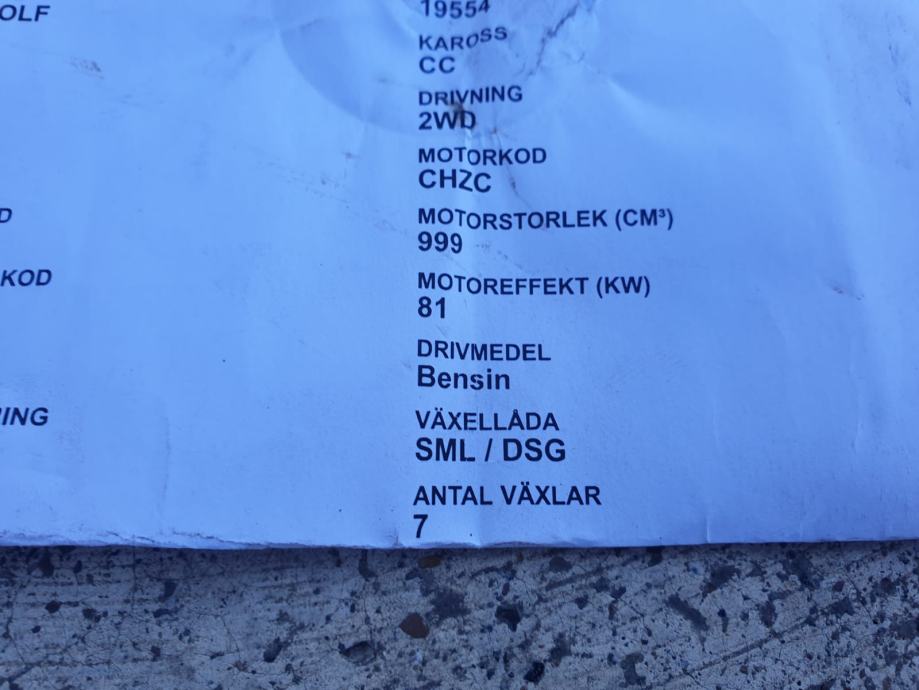 OLF
D
KOD
ING
19554
KAROSS
CC
DRIVNING
2WD
MOTORKOD
CHZC
MOTORSTORLEK (CM³)
999
MOTOREFFEKT (KW)
81
DRIVMEDEL
Bensin
VÄXELLÅDA
SML / DSG
ANTAL VÄXLAR
7